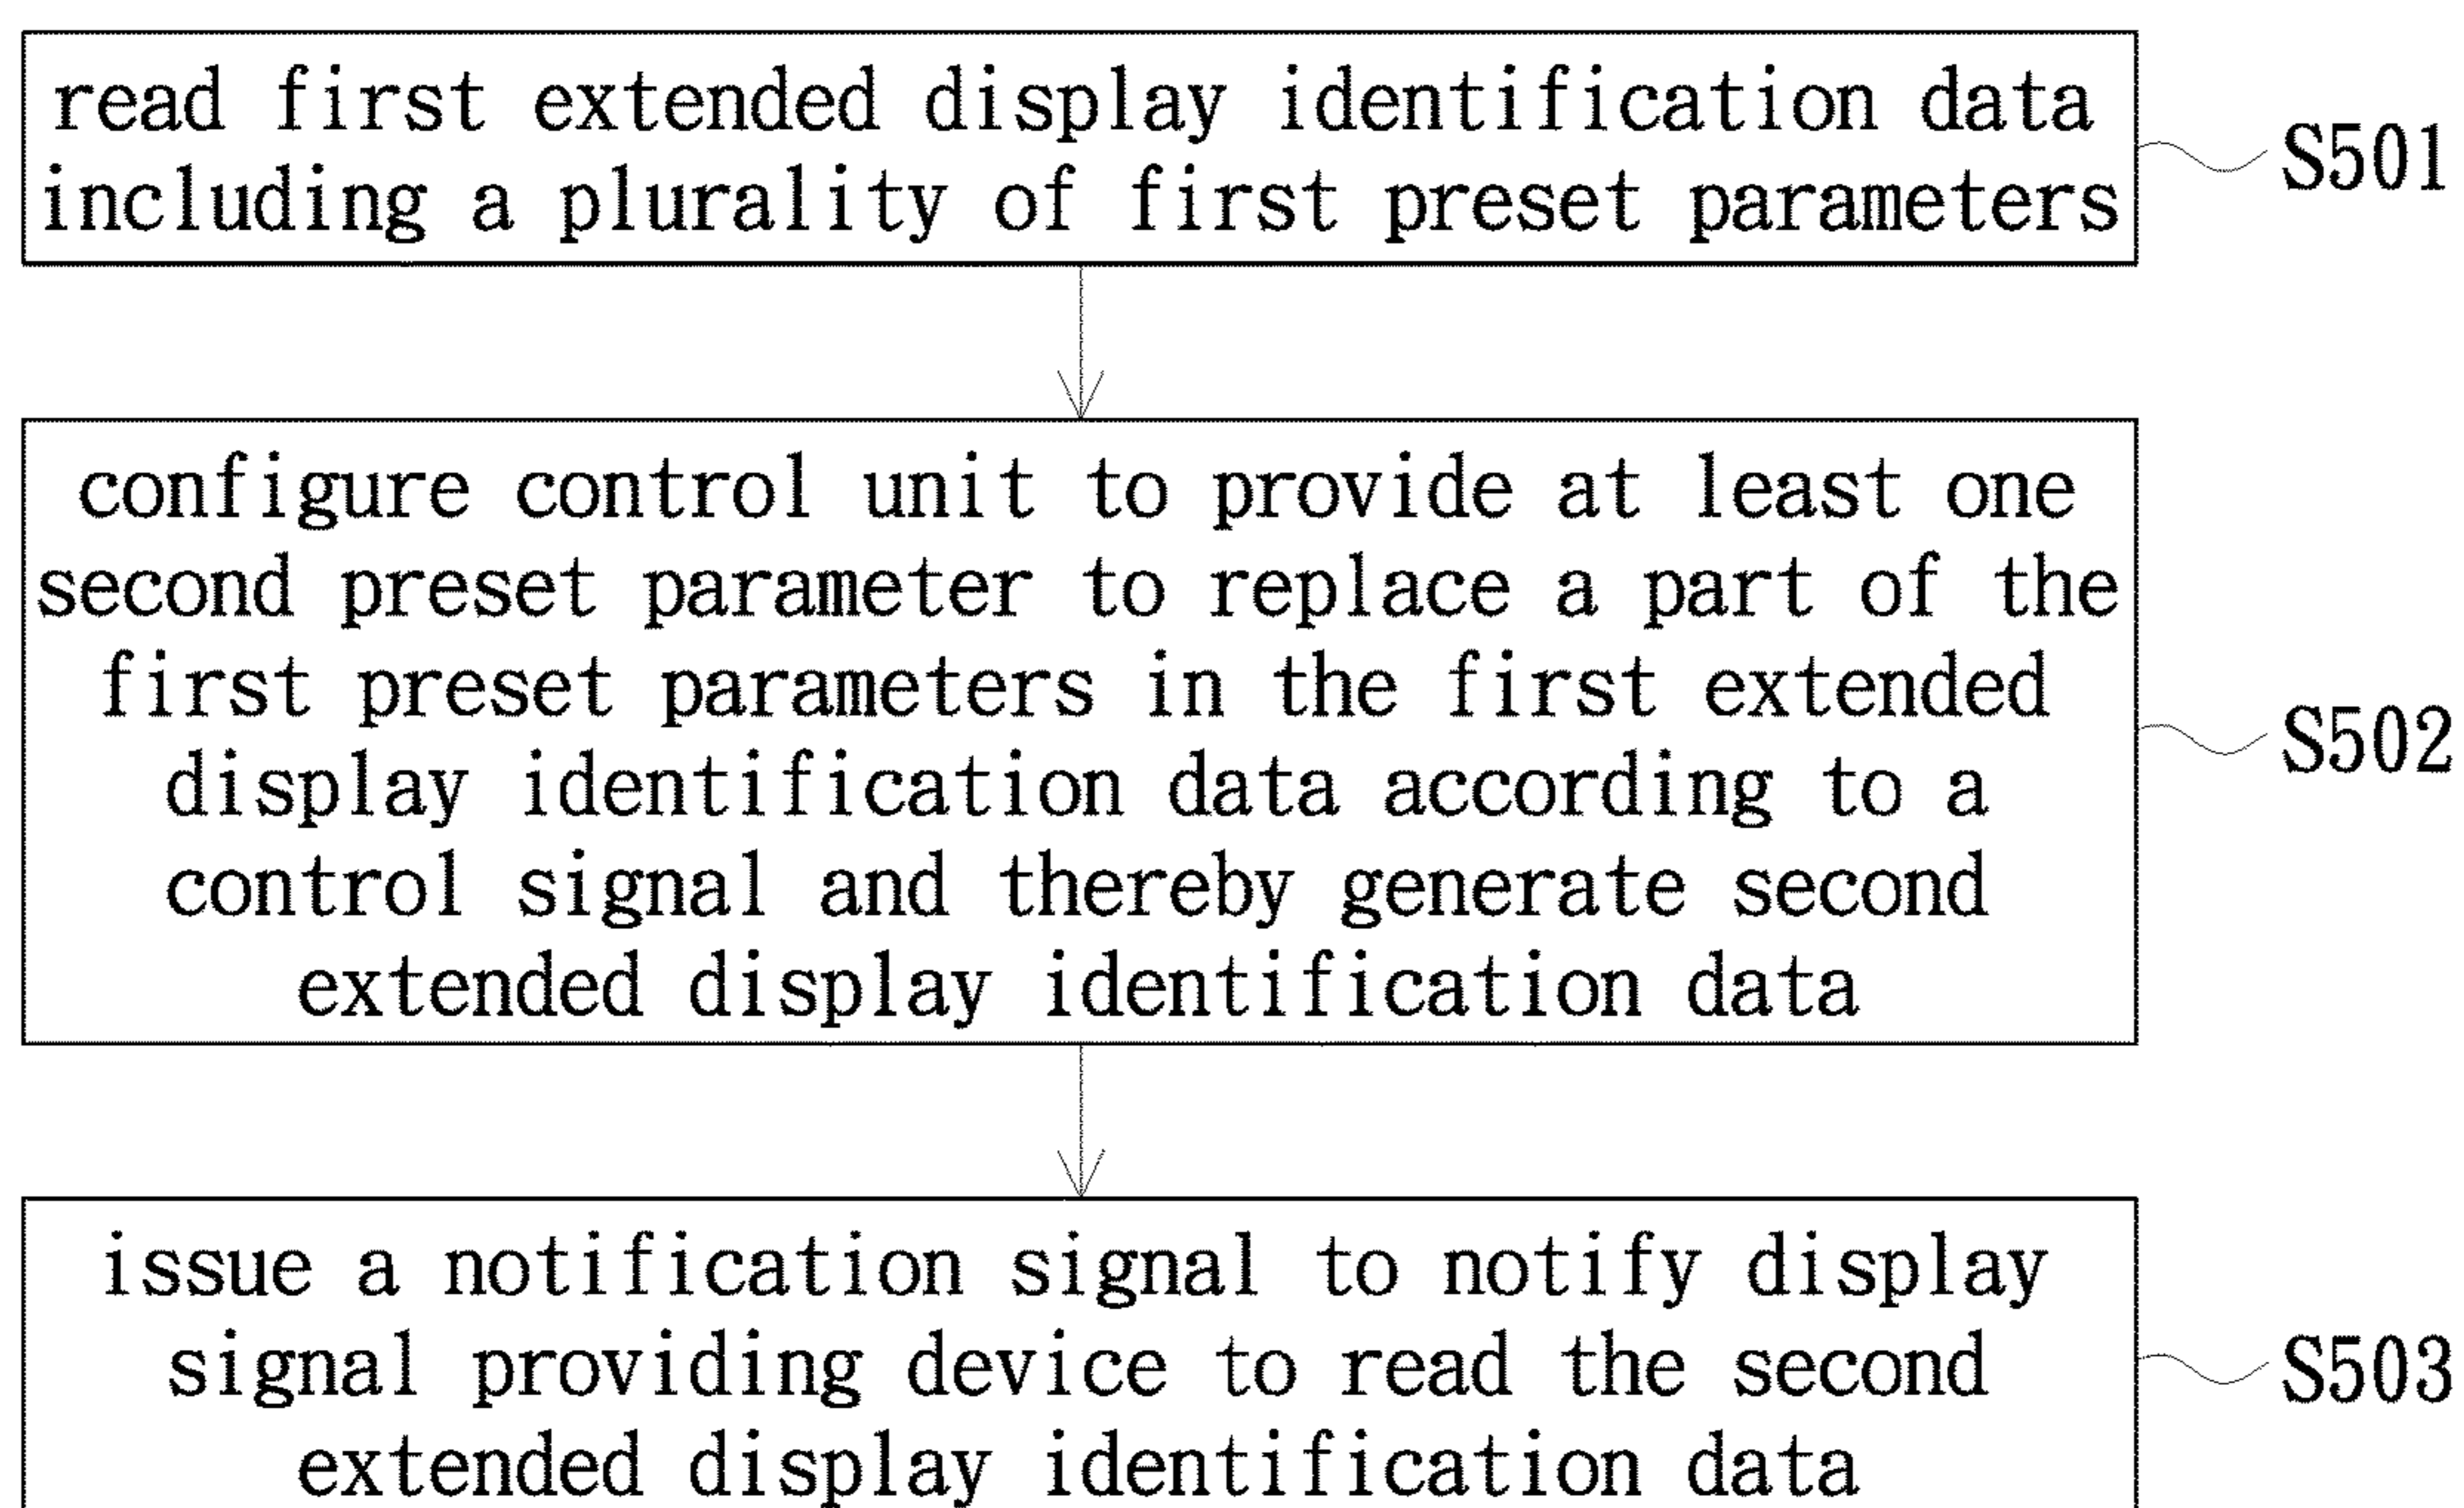 read first extended display identification data
including a plurality of first preset parameters
S501
configure control unit to provide at least one
second preset parameter to replace a part of the
first preset parameters in the first extended
display identification data according to a
control signal and thereby generate second
extended display identification data
S502
issue a notification signal to notify display
signal providing device to read the second
extended display identification data
S503